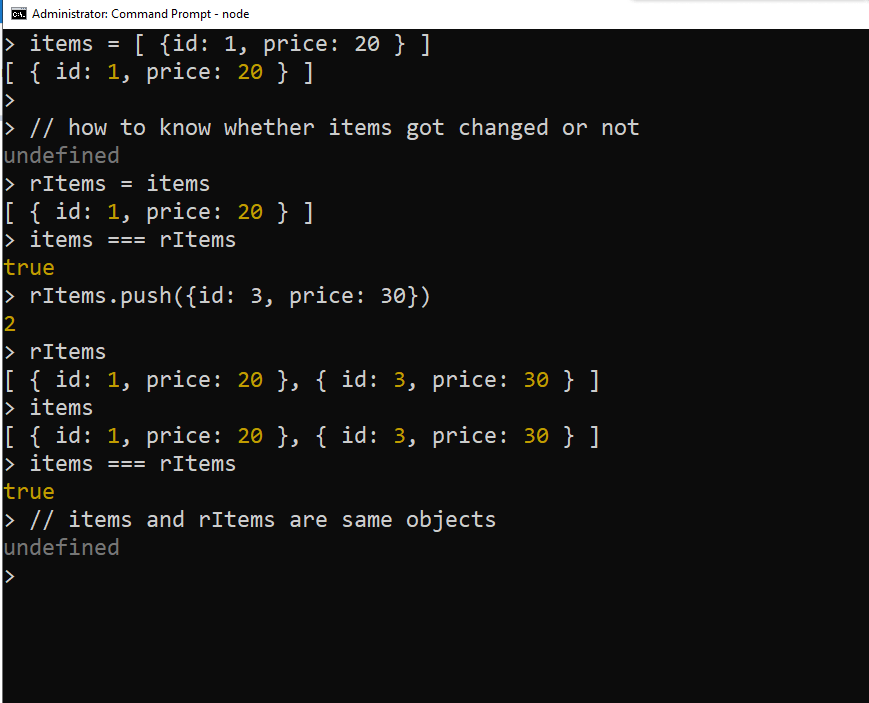 Administrator: Command Prompt - node
> items = [ {id: 1, price: 20 } ]
[ { id: 1, price: 20 } ]
>
> // how to know whether items got changed or not
undefined
> rItems = items
[ { id: 1, price: 20 } ]
> items === rItems
true
> rItems.push({id: 3, price: 30})
2
> rItems
[ { id: 1, price: 20 }, { id: 3, price: 30 } ]
> items
[ { id: 1, price: 20 }, { id: 3, price: 30 } ]
> items === rItems
true
> // items and rItems are same objects
undefined
>